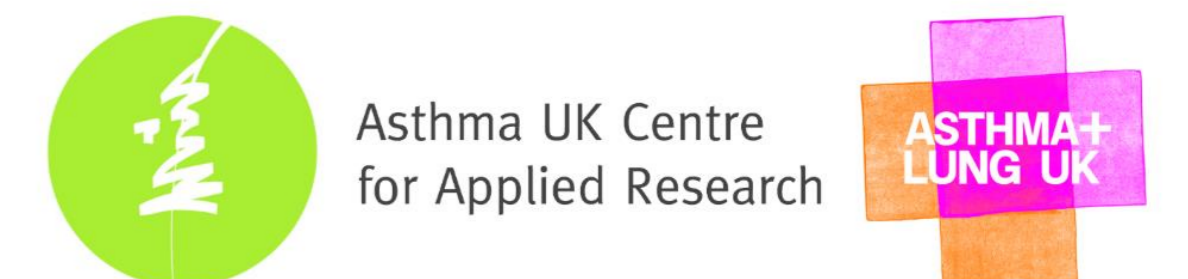 Asthma UK Centre
for Applied Research
ASTHMA+
LUNG UK